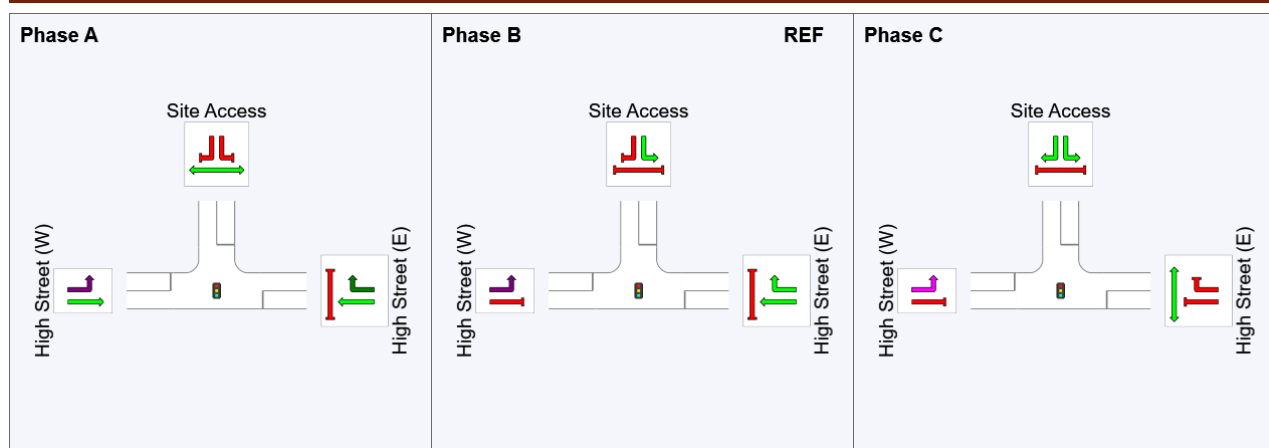 Phase A
Site Access
High Street (W)
High Street (E)
Phase B
REF
Site Access
High Street (W)
High Street (E)
Phase C
Site Access
High Street (W)
High Street (E)